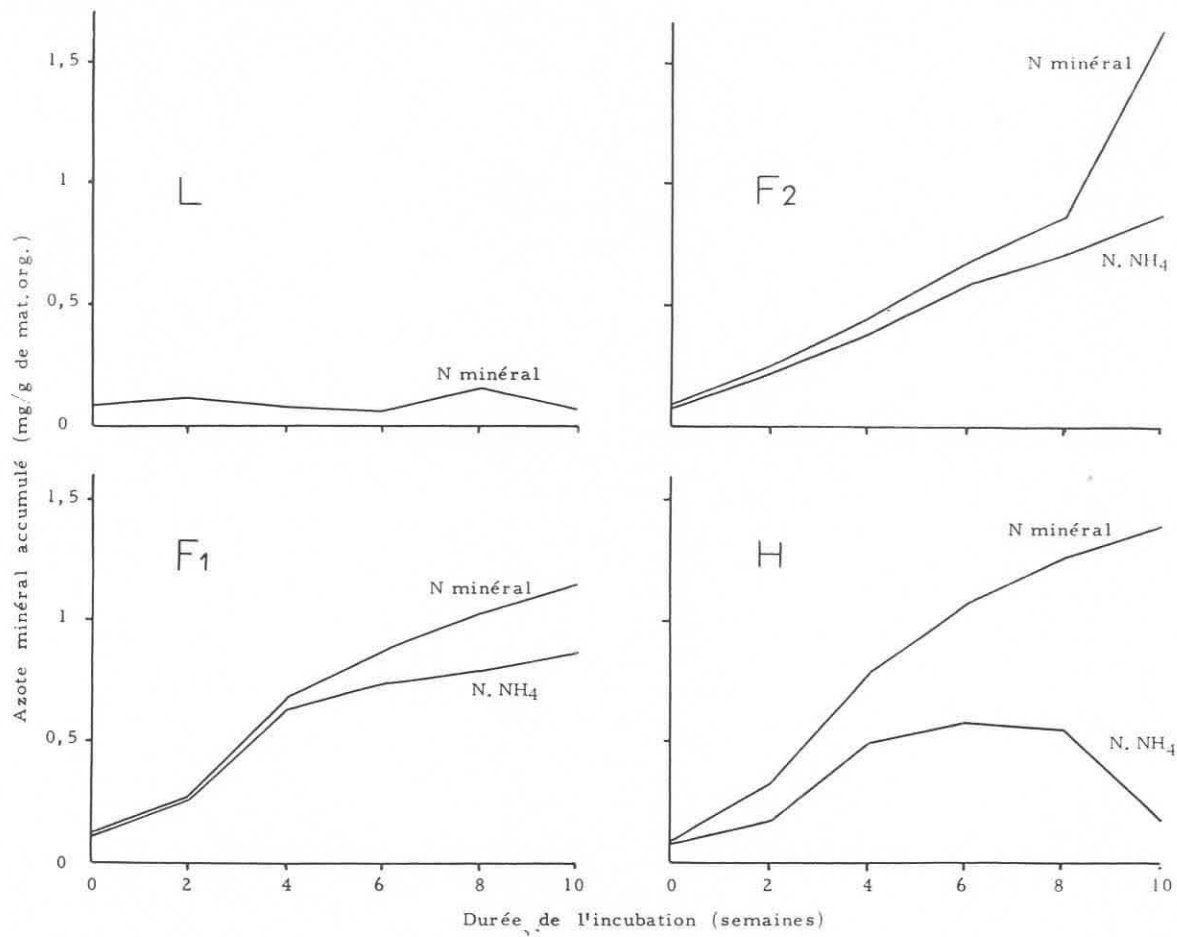 Azote minéral accumulé (mg/g de mat.org.)
1,5
1
0,5
0
L
N minéral
F2
N minéral
N. NH4
1,5
1
0,5
0
F1
N minéral
N. NH4
0 2 4 6 8 10
H
N minéral
N. NH4
0 2 4 6 8 10
Durée de l'incubation (semaines)